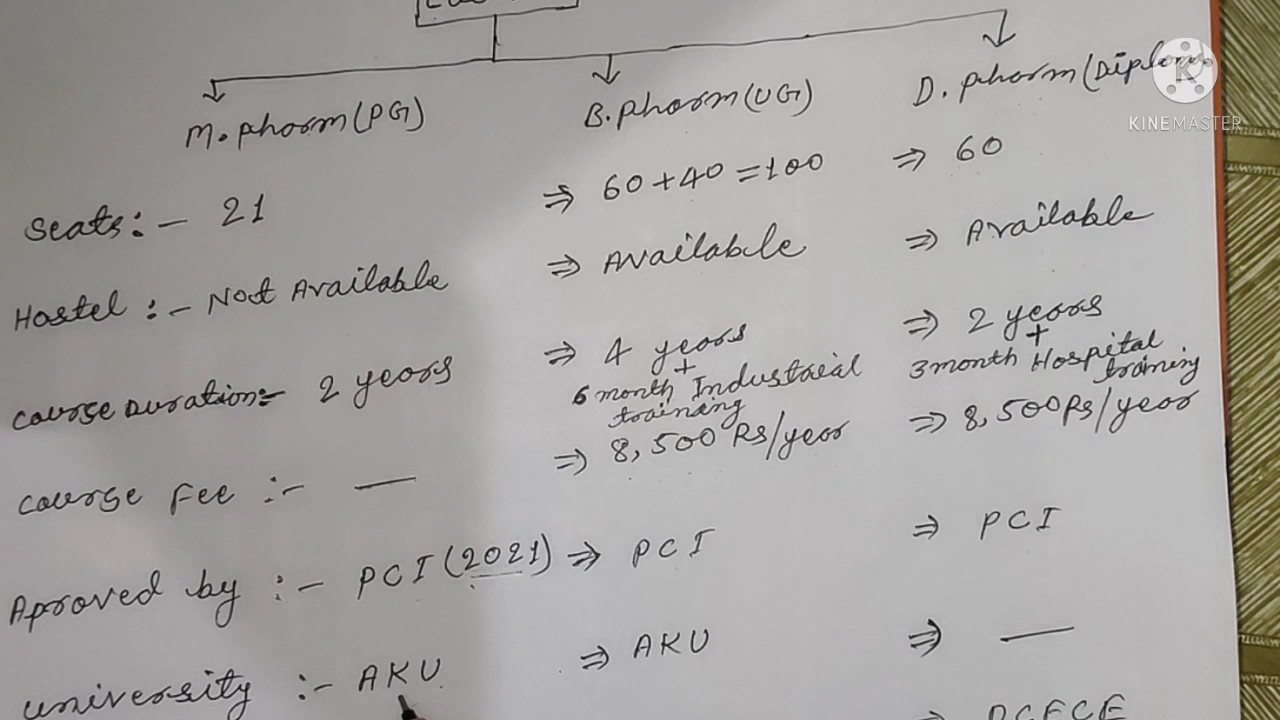 M. pharm (PG) B. pharm (UG) D. pharm (Diploma
KINEMASTER
Seats :- 21 ⇒ 60 + 40 = 100 ⇒ 60
Hostel :- Not Available ⇒ Available ⇒ Available
Course Duration :- 2 years ⇒ 4 years ⇒ 2 years
+ +
6 month Industrial 3 month Hospital
training training
Course Fee :- — ⇒ 8,500 Rs/year ⇒ 8,500 Rs/year
Aproved by :- PCI (2021) ⇒ PCI ⇒ PCI
University :- AKU ⇒ AKU ⇒ —
⇒ DCECE